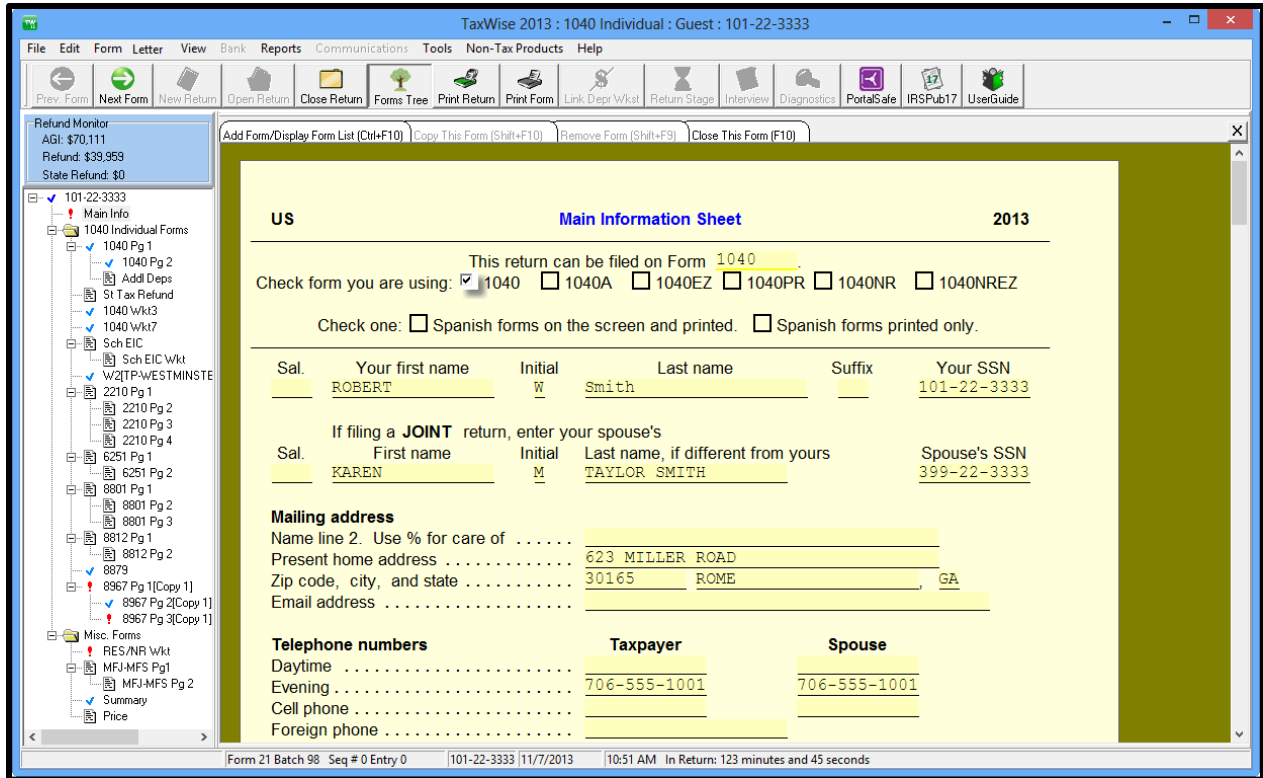 TaxWise 2013 : 1040 Individual : Guest : 101-22-3333
File Edit Form Letter View Bank Reports Communications Tools Non-Tax Products Help
Prev. Form Next Form New Return Open Return Close Return Forms Tree Print Return Print Form Link Depr Wkst Return Stage Interview Diagnostics PortalSafe IRSPub17 UserGuide
Refund Monitor
AGI: $70,111
Refund: $39,959
State Refund: $0
Add Form/Display Form List (Ctrl+F10) Copy This Form (Shift+F10) Remove Form (Shift+F9) Close This Form (F10)
101-22-3333
Main Info
1040 Individual Forms
1040 Pg 1
1040 Pg 2
Addl Deps
St Tax Refund
1040 Wkt3
1040 Wkt7
Sch EIC
Sch EIC Wkt
W2[TP-WESTMINSTE
2210 Pg 1
2210 Pg 2
2210 Pg 3
2210 Pg 4
6251 Pg 1
6251 Pg 2
8801 Pg 1
8801 Pg 2
8801 Pg 3
8812 Pg 1
8812 Pg 2
8879
8967 Pg 1[Copy 1]
8967 Pg 2[Copy 1]
8967 Pg 3[Copy 1]
Misc. Forms
RES/NR Wkt
MFJ-MFS Pg1
MFJ-MFS Pg 2
Summary
Price
US Main Information Sheet 2013
This return can be filed on Form 1040 .
Check form you are using: 1040 1040A 1040EZ 1040PR 1040NR 1040NREZ
Check one: Spanish forms on the screen and printed. Spanish forms printed only.
Sal. Your first name Initial Last name Suffix Your SSN
ROBERT W Smith 101-22-3333
If filing a JOINT return, enter your spouse's
Sal. First name Initial Last name, if different from yours Spouse's SSN
KAREN M TAYLOR SMITH 399-22-3333
Mailing address
Name line 2. Use % for care of . . . . . .
Present home address . . . . . . . . . . . . . 623 MILLER ROAD
Zip code, city, and state . . . . . . . . . . . 30165 ROME , GA
Email address . . . . . . . . . . . . . . . . . . .
Telephone numbers Taxpayer Spouse
Daytime . . . . . . . . . . . . . . . . . . . . . . .
Evening . . . . . . . . . . . . . . . . . . . . . . . . 706-555-1001 706-555-1001
Cell phone . . . . . . . . . . . . . . . . . . . . . .
Foreign phone . . . . . . . . . . . . . . . . . . .
Form 21 Batch 98 Seq # 0 Entry 0 101-22-3333 11/7/2013 10:51 AM In Return: 123 minutes and 45 seconds